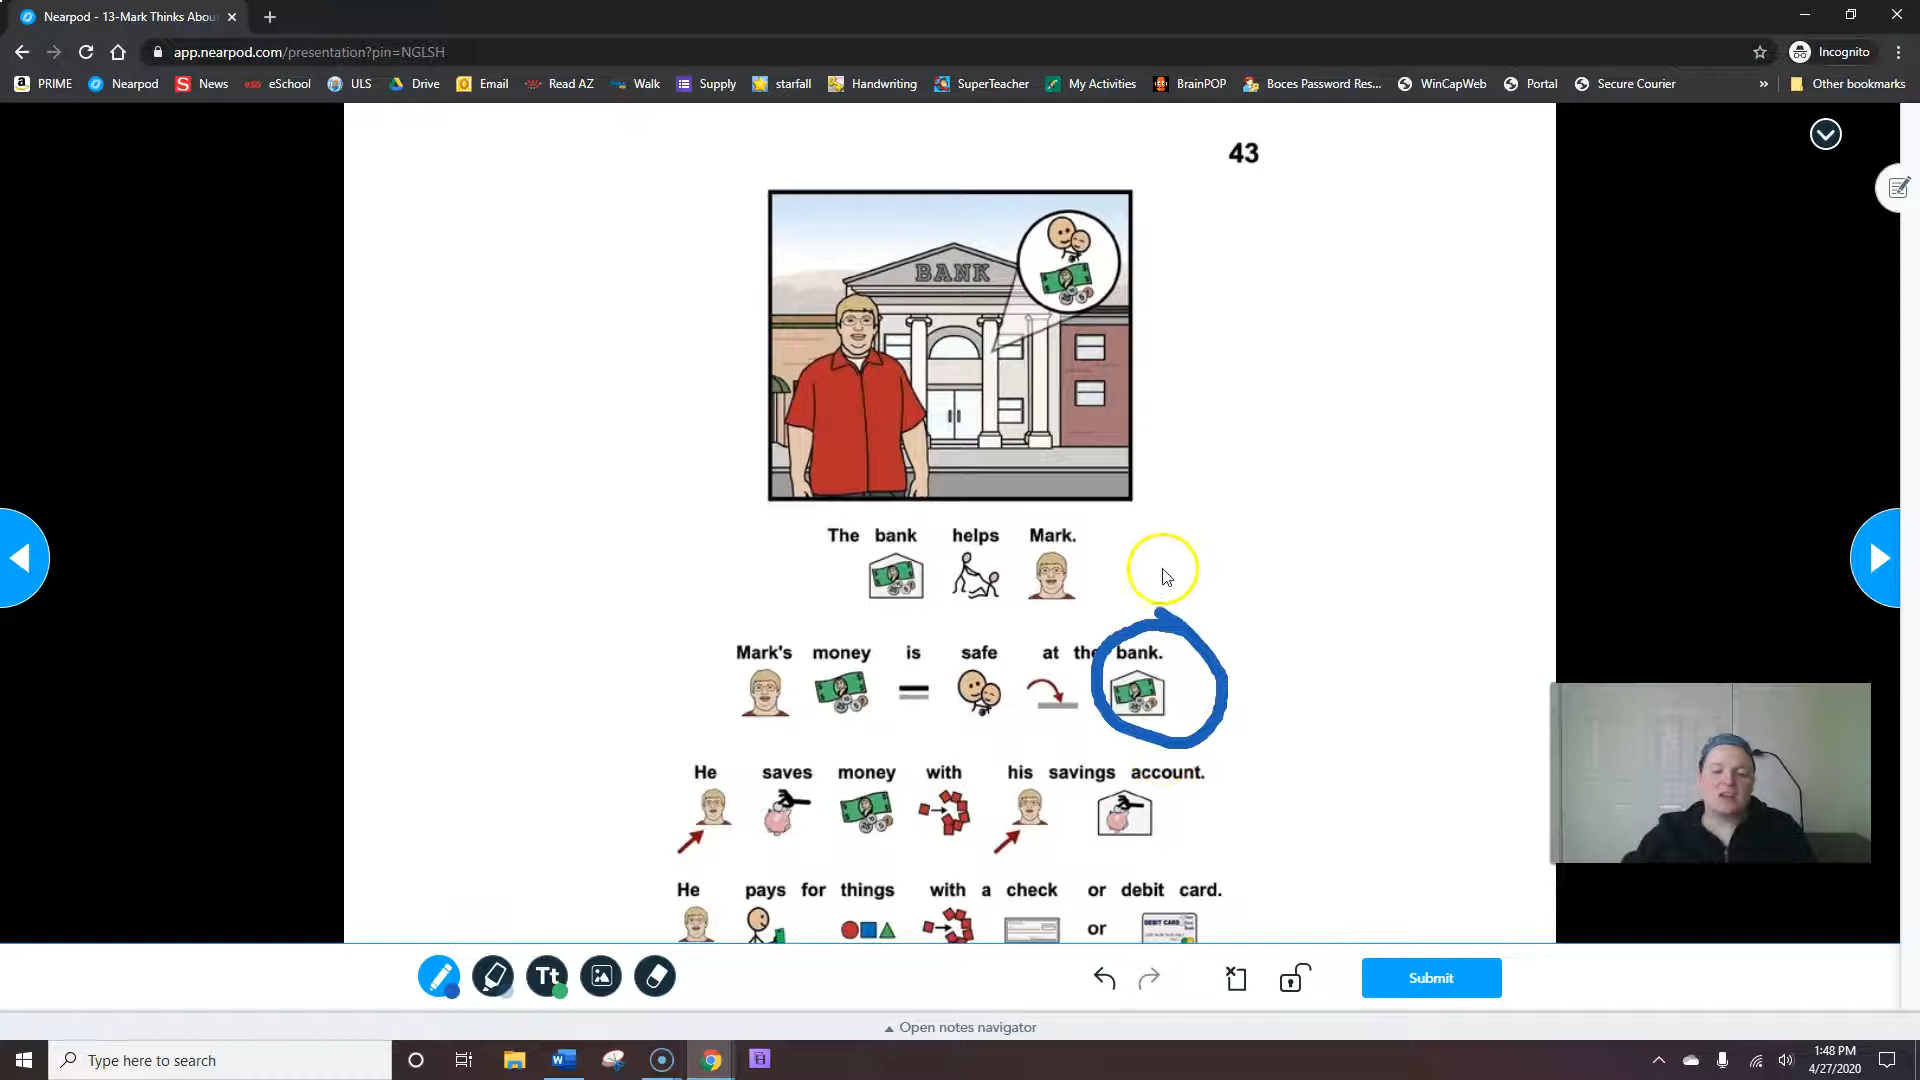 Nearpod - 13-Mark Thinks Abou
app.nearpod.com/presentation?pin=NGLSH
Incognito
PRIME Nearpod News eSchool ULS Drive Email Read AZ Walk Supply starfall Handwriting SuperTeacher My Activities BrainPOP Boces Password Res... WinCapWeb Portal Secure Courier » Other bookmarks
43
BANK
The bank helps Mark.
Mark's money is safe at the bank.
He saves money with his savings account.
He pays for things with a check or debit card.
or
DEBIT CARD
Tt
Submit
Open notes navigator
Type here to search
1:48 PM
4/27/2020